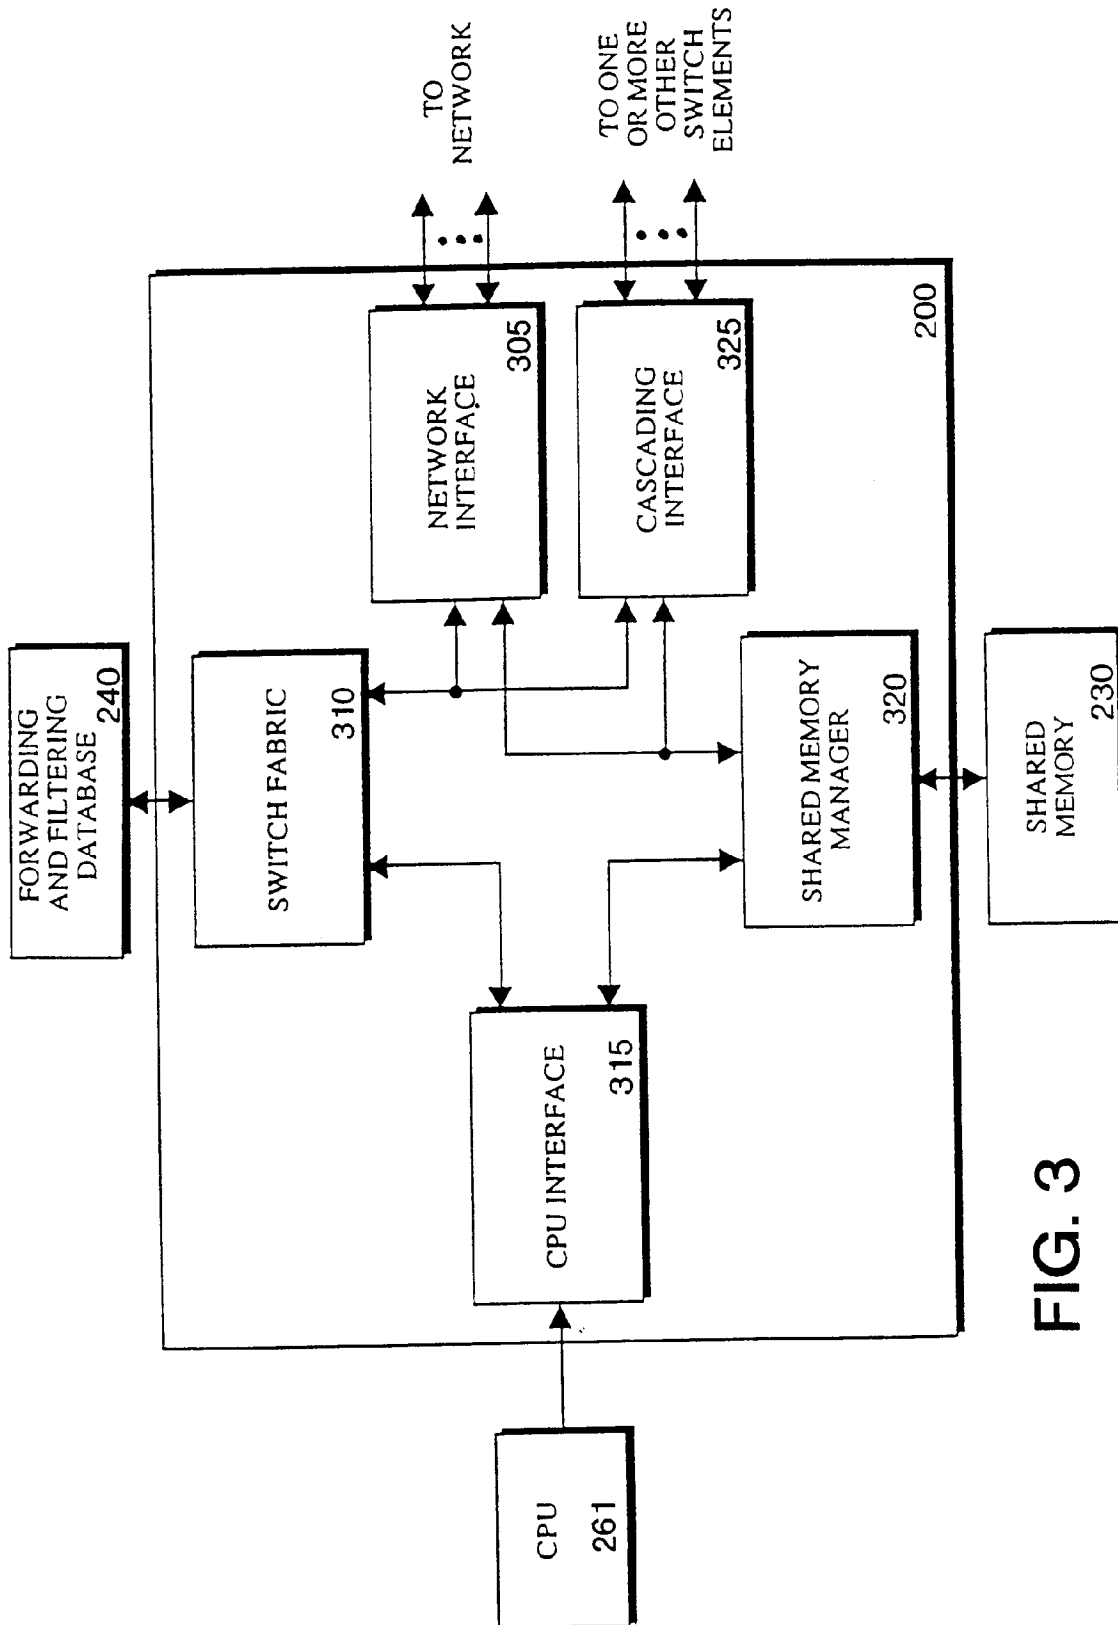 FORWARDING
AND FILTERING
DATABASE
240
SWITCH FABRIC
310
CPU
261
CPU INTERFACE
315
NETWORK
INTERFACE
305
TO
NETWORK
CASCADING
INTERFACE
325
TO ONE
OR MORE
OTHER
SWITCH
ELEMENTS
SHARED MEMORY
MANAGER
320
200
SHARED
MEMORY
230
FIG. 3